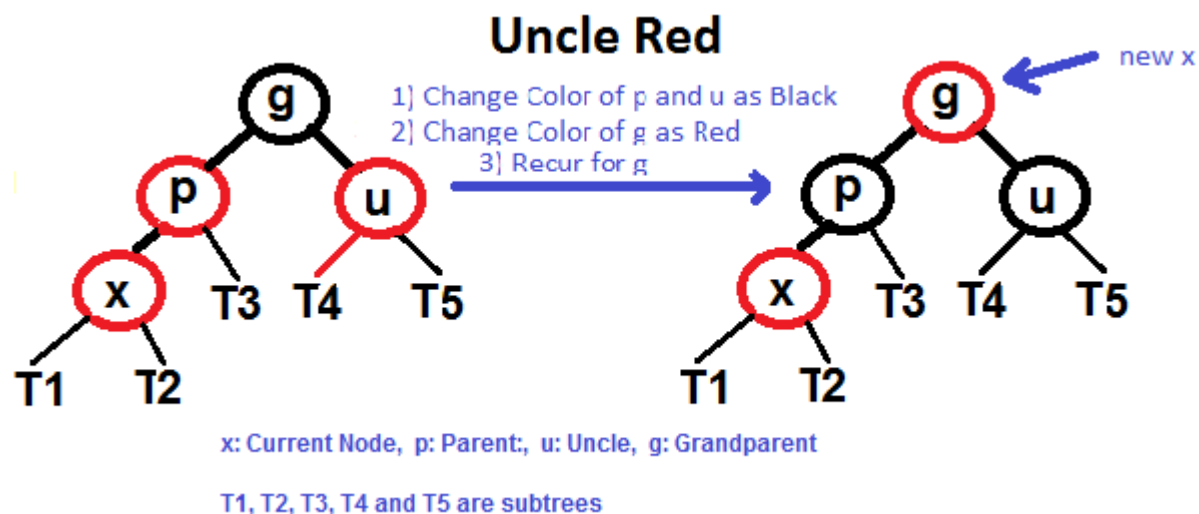 Uncle Red
new x
1) Change Color of p and u as Black
2) Change Color of g as Red
3) Recur for g
g
p
u
x
T3
T4
T5
T1
T2
g
p
u
x
T3
T4
T5
T1
T2
x: Current Node, p: Parent:, u: Uncle, g: Grandparent
T1, T2, T3, T4 and T5 are subtrees